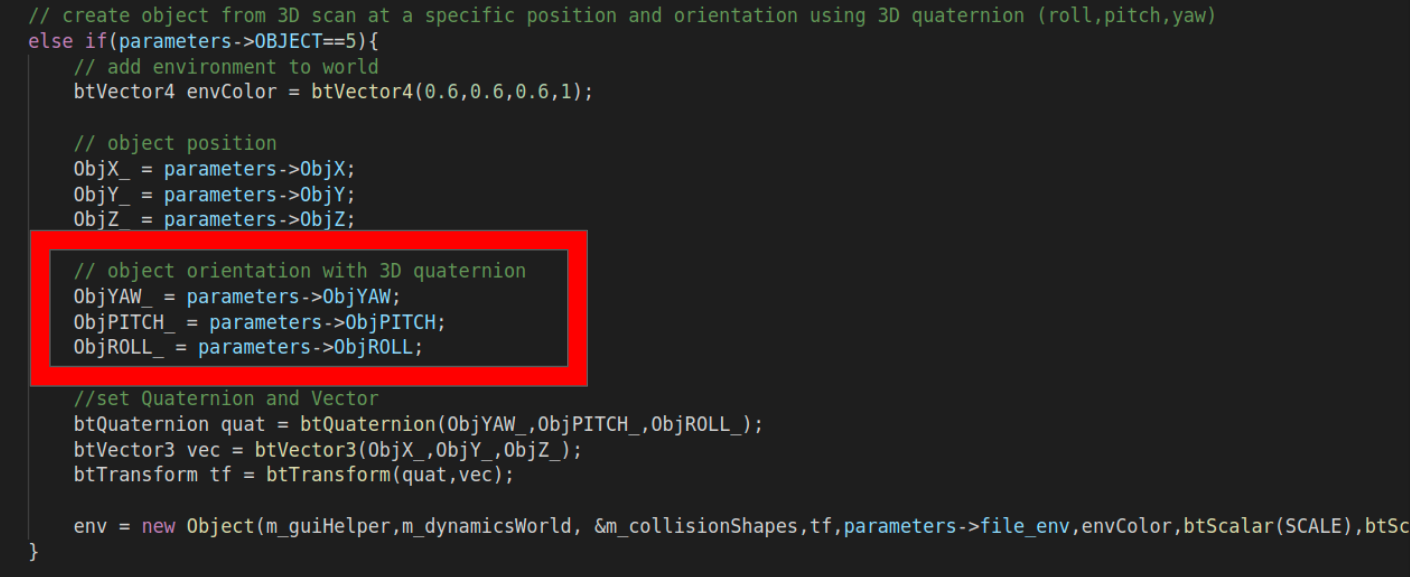 // create object from 3D scan at a specific position and orientation using 3D quaternion (roll,pitch,yaw)
else if(parameters->OBJECT==5){
// add environment to world
btVector4 envColor = btVector4(0.6,0.6,0.6,1);
// object position
ObjX_ = parameters->ObjX;
ObjY_ = parameters->ObjY;
ObjZ_ = parameters->ObjZ;
// object orientation with 3D quaternion
ObjYAW_ = parameters->ObjYAW;
ObjPITCH_ = parameters->ObjPITCH;
ObjROLL_ = parameters->ObjROLL;
//set Quaternion and Vector
btQuaternion quat = btQuaternion(ObjYAW_,ObjPITCH_,ObjROLL_);
btVector3 vec = btVector3(ObjX_,ObjY_,ObjZ_);
btTransform tf = btTransform(quat,vec);
env = new Object(m_guiHelper,m_dynamicsWorld, &m_collisionShapes,tf,parameters->file_env,envColor,btScalar(SCALE),btSc
}